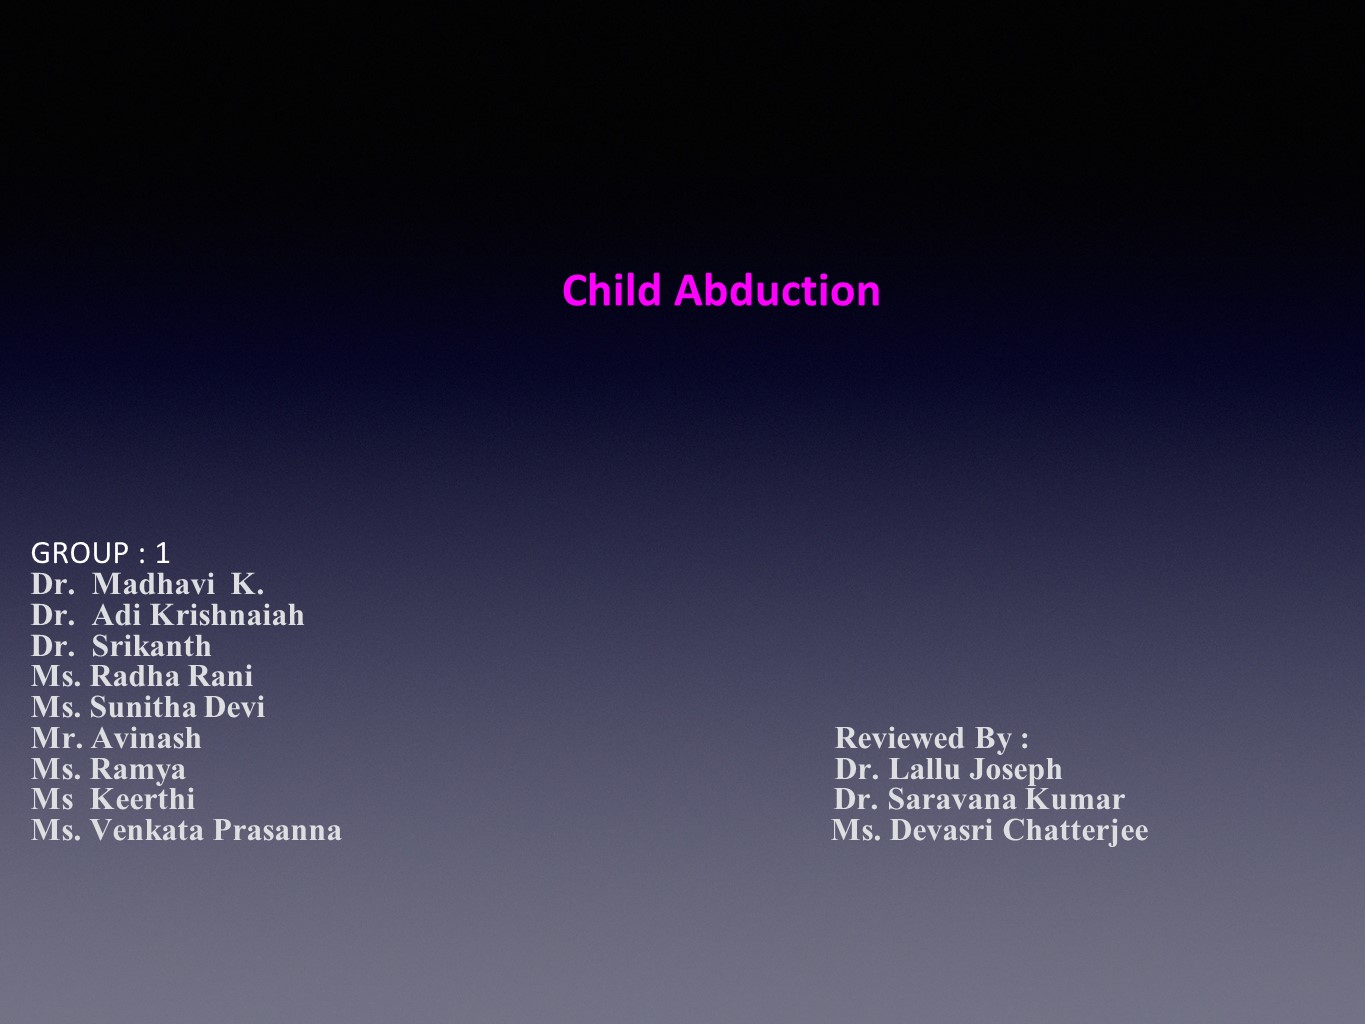 Child Abduction
GROUP : 1
Dr. Madhavi K.
Dr. Adi Krishnaiah
Dr. Srikanth
Ms. Radha Rani
Ms. Sunitha Devi
Mr. Avinash
Ms. Ramya
Ms Keerthi
Ms. Venkata Prasanna
Reviewed By :
Dr. Lallu Joseph
Dr. Saravana Kumar
Ms. Devasri Chatterjee